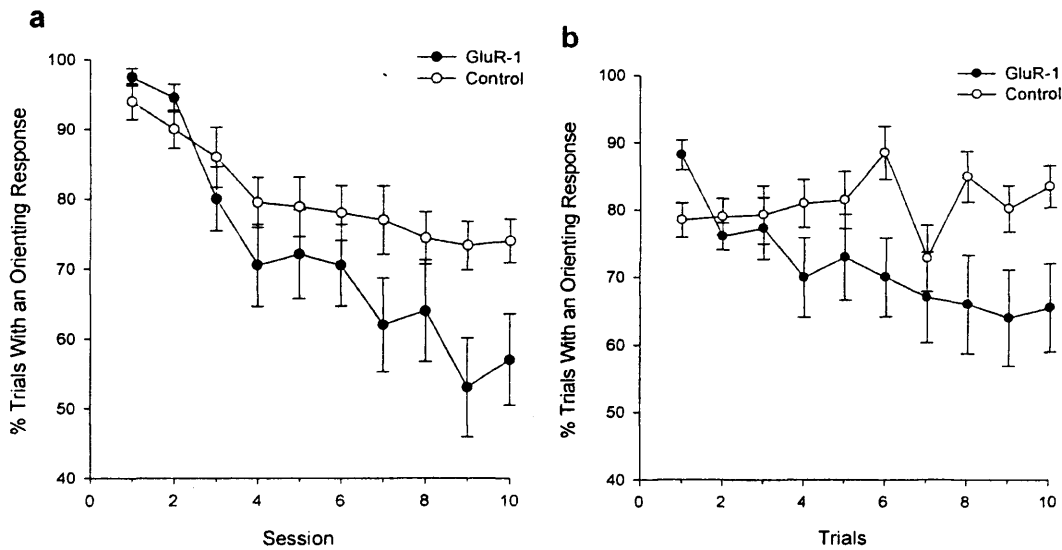 a
GluR-1
Control
100
90
80
70
60
50
40
0
2
4
6
8
10
% Trials With an Orienting Response
Session
b
GluR-1
Control
100
90
80
70
60
50
40
0
2
4
6
8
10
% Trials With an Orienting Response
Trials